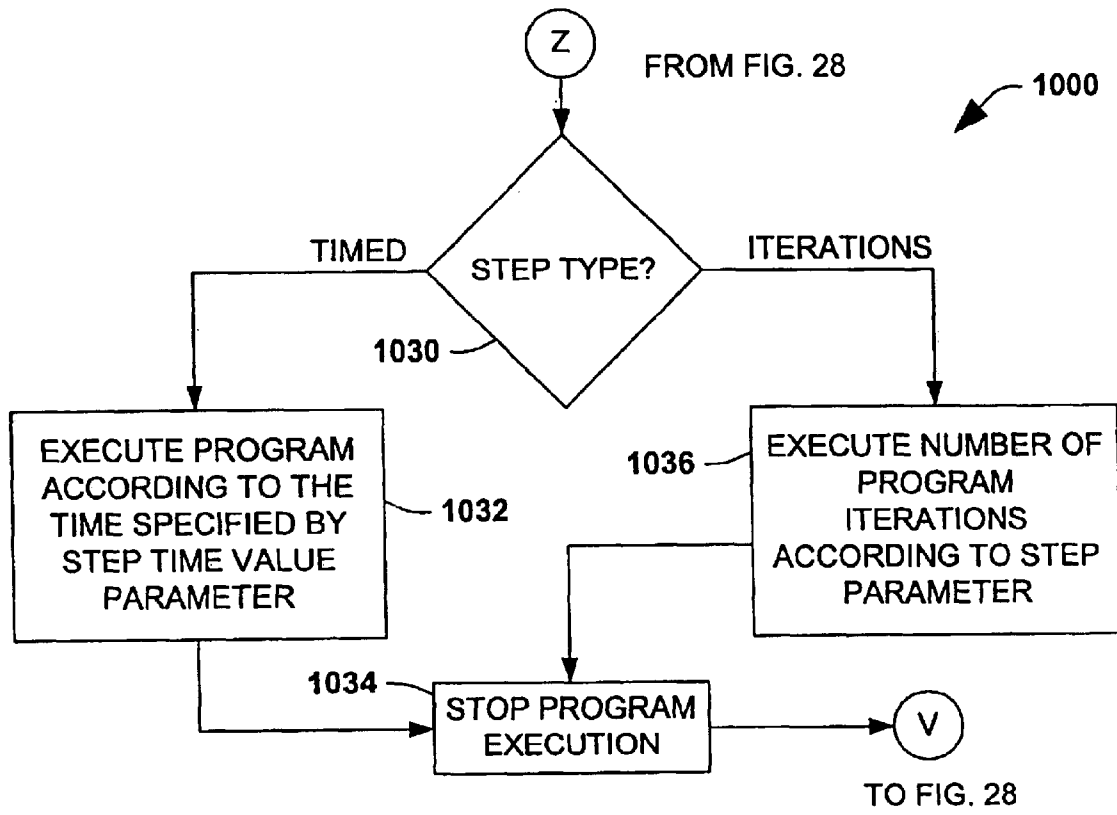 Z
FROM FIG. 28
1000
TIMED
ITERATIONS
STEP TYPE?
1030
EXECUTE PROGRAM
ACCORDING TO THE
TIME SPECIFIED BY
STEP TIME VALUE
PARAMETER
1032
1036
EXECUTE NUMBER OF
PROGRAM
ITERATIONS
ACCORDING TO STEP
PARAMETER
1034
STOP PROGRAM
EXECUTION
V
TO FIG. 28